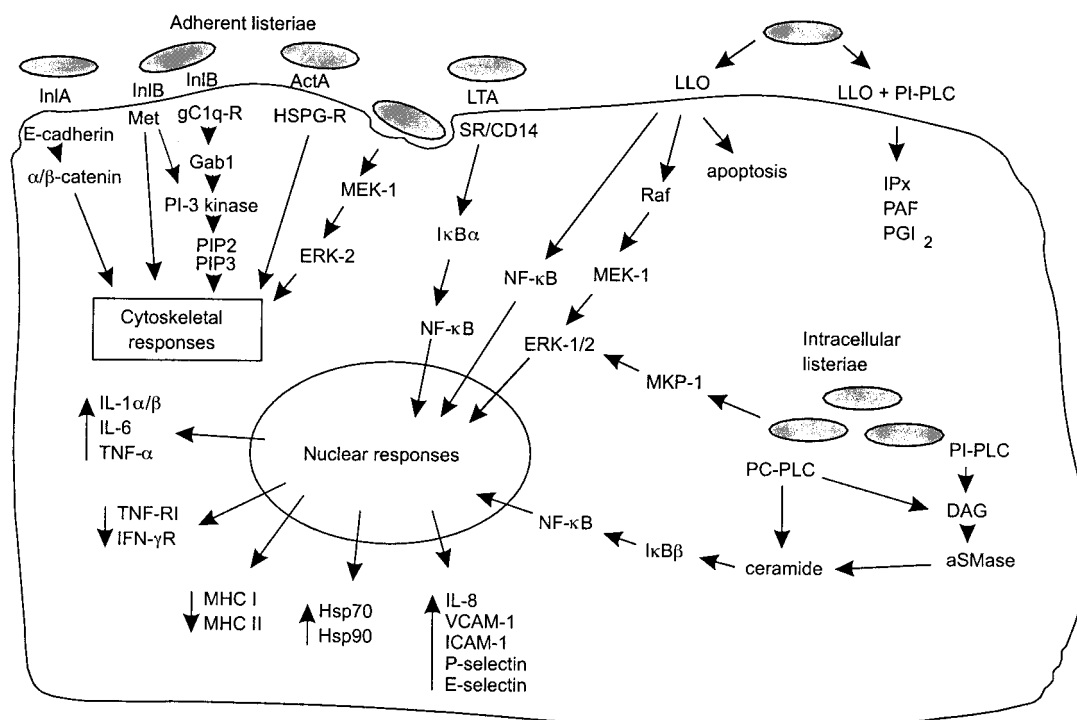 Adherent listeriae
InlA
InlB
InlB
ActA
LTA
LLO
LLO + PI-PLC
E-cadherin
α/β-catenin
Met
gC1q-R
Gab1
PI-3 kinase
PIP2
PIP3
HSPG-R
MEK-1
ERK-2
SR/CD14
IκBα
NF-κB
NF-κB
Raf
MEK-1
ERK-1/2
apoptosis
IPx
PAF
PGI 2
Cytoskeletal
responses
Intracellular
listeriae
MKP-1
PC-PLC
PI-PLC
DAG
aSMase
ceramide
IκBβ
NF-κB
Nuclear responses
IL-1α/β
IL-6
TNF-α
TNF-RI
IFN-γR
MHC I
MHC II
Hsp70
Hsp90
IL-8
VCAM-1
ICAM-1
P-selectin
E-selectin